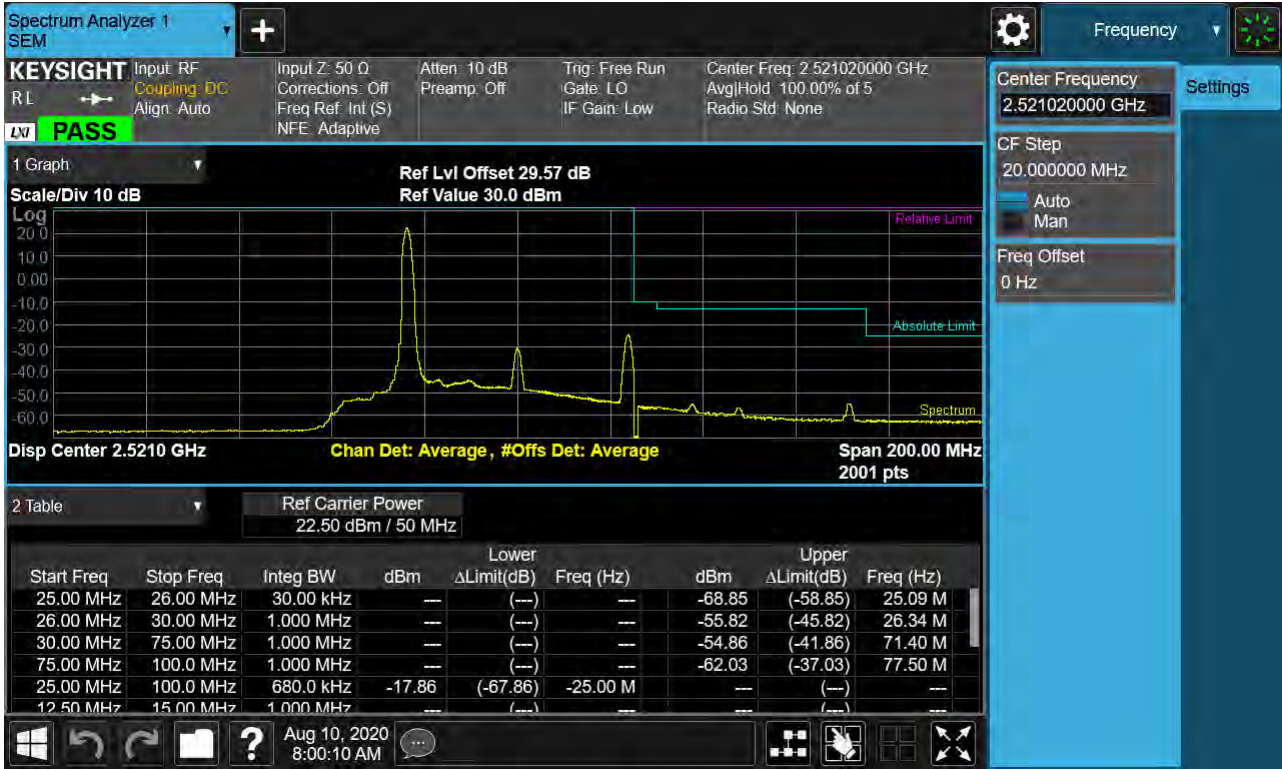 Spectrum Analyzer 1
SEM
+
Frequency
KEYSIGHT
Input: RF
Coupling: DC
Align: Auto
Input Z: 50 Ω
Corrections: Off
Freq Ref: Int (S)
NFE: Adaptive
Atten: 10 dB
Preamp: Off
Trig: Free Run
Gate: LO
IF Gain: Low
Center Freq: 2.521020000 GHz
Avg|Hold: 100.00% of 5
Radio Std: None
R L
LXI PASS
Center Frequency
2.521020000 GHz
Settings
CF Step
20.000000 MHz
Auto
Man
Freq Offset
0 Hz
1 Graph
Ref Lvl Offset 29.57 dB
Scale/Div 10 dB
Ref Value 30.0 dBm
Log
Relative Limit
20.0
10.0
0.00
-10.0
-20.0
Absolute Limit
-30.0
-40.0
-50.0
Spectrum
-60.0
Disp Center 2.5210 GHz
Chan Det: Average , #Offs Det: Average
Span 200.00 MHz
2001 pts
2 Table
Ref Carrier Power
22.50 dBm / 50 MHz
Lower Upper
Start Freq Stop Freq Integ BW dBm ΔLimit(dB) Freq (Hz) dBm ΔLimit(dB) Freq (Hz)
25.00 MHz 26.00 MHz 30.00 kHz --- (---) --- -68.85 (-58.85) 25.09 M
26.00 MHz 30.00 MHz 1.000 MHz --- (---) --- -55.82 (-45.82) 26.34 M
30.00 MHz 75.00 MHz 1.000 MHz --- (---) --- -54.86 (-41.86) 71.40 M
75.00 MHz 100.0 MHz 1.000 MHz --- (---) --- -62.03 (-37.03) 77.50 M
25.00 MHz 100.0 MHz 680.0 kHz -17.86 (-67.86) -25.00 M --- (---) ---
12.50 MHz 15.00 MHz 1.000 MHz --- (---) --- --- (---) ---
?
Aug 10, 2020
8:00:10 AM